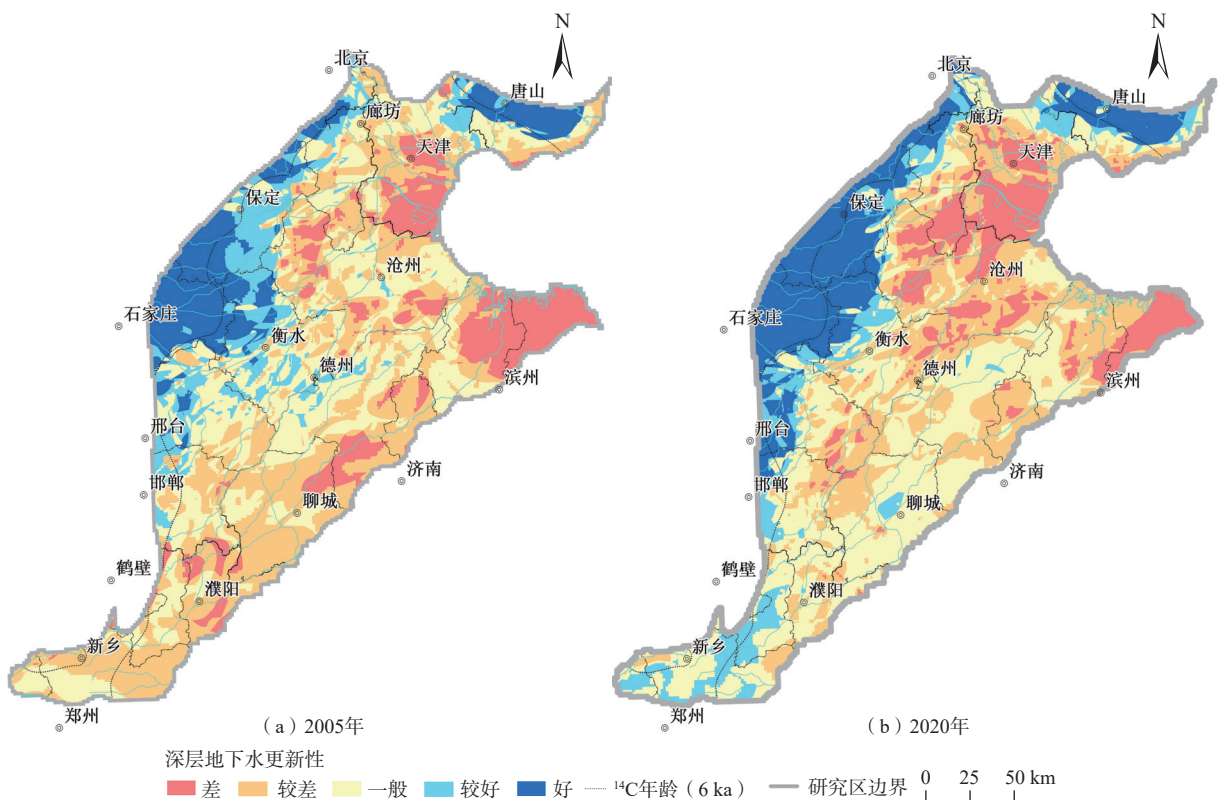 N
北京
唐山
廊坊
天津
保定
沧州
石家庄
衡水
德州
滨州
邢台
济南
邯郸
聊城
鹤壁
濮阳
新乡
郑州
(a)2005年
N
北京
唐山
廊坊
天津
保定
沧州
石家庄
衡水
德州
滨州
邢台
济南
邯郸
聊城
鹤壁
濮阳
新乡
郑州
(b)2020年
深层地下水更新性
差 较差 一般 较好 好 ¹⁴C年龄(6 ka) 研究区边界 0 25 50 km